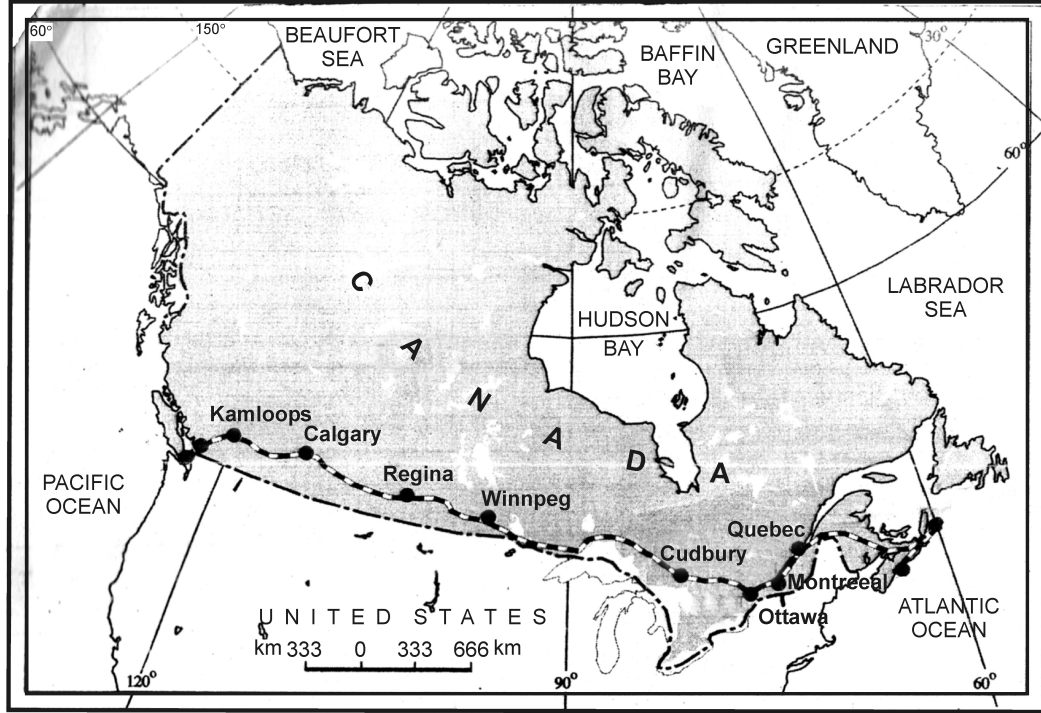 60°
150°
BEAUFORT
SEA
BAFFIN
BAY
GREENLAND
30°
60°
LABRADOR
SEA
C
A
N
A
D
A
HUDSON
BAY
Kamloops
Calgary
Regina
Winnpeg
PACIFIC
OCEAN
Quebec
Cudbury
Montreeal
Ottawa
ATLANTIC
OCEAN
UNITED STATES
km 333 0 333 666 km
120°
90°
60°